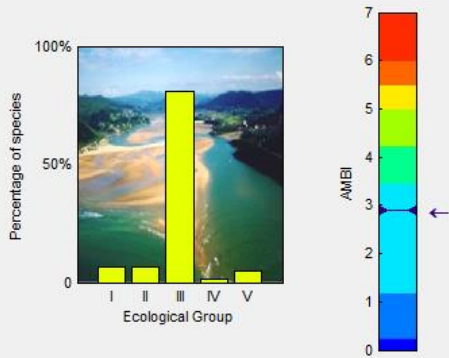 100%
50%
0
Percentage of species
I II III IV V
Ecological Group
7
6
5
4
3
2
1
0
AMBI